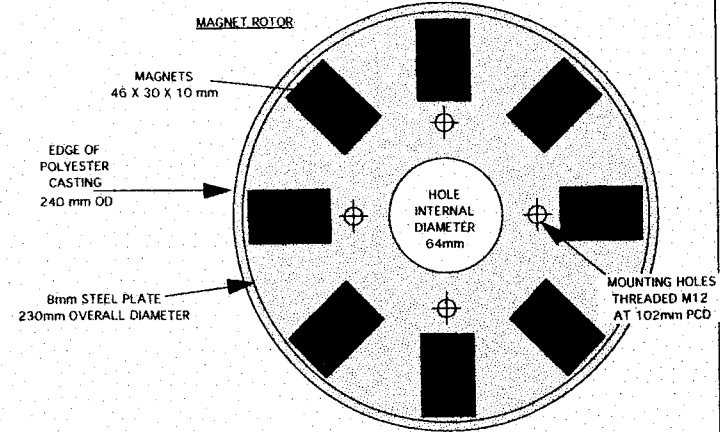 MAGNET ROTOR
MAGNETS
46 X 30 X 10 mm
EDGE OF
POLYESTER
CASTING
240 mm OD
HOLE
INTERNAL
DIAMETER
64mm
8mm STEEL PLATE
230mm OVERALL DIAMETER
MOUNTING HOLES
THREADED M12
AT 102mm PCD